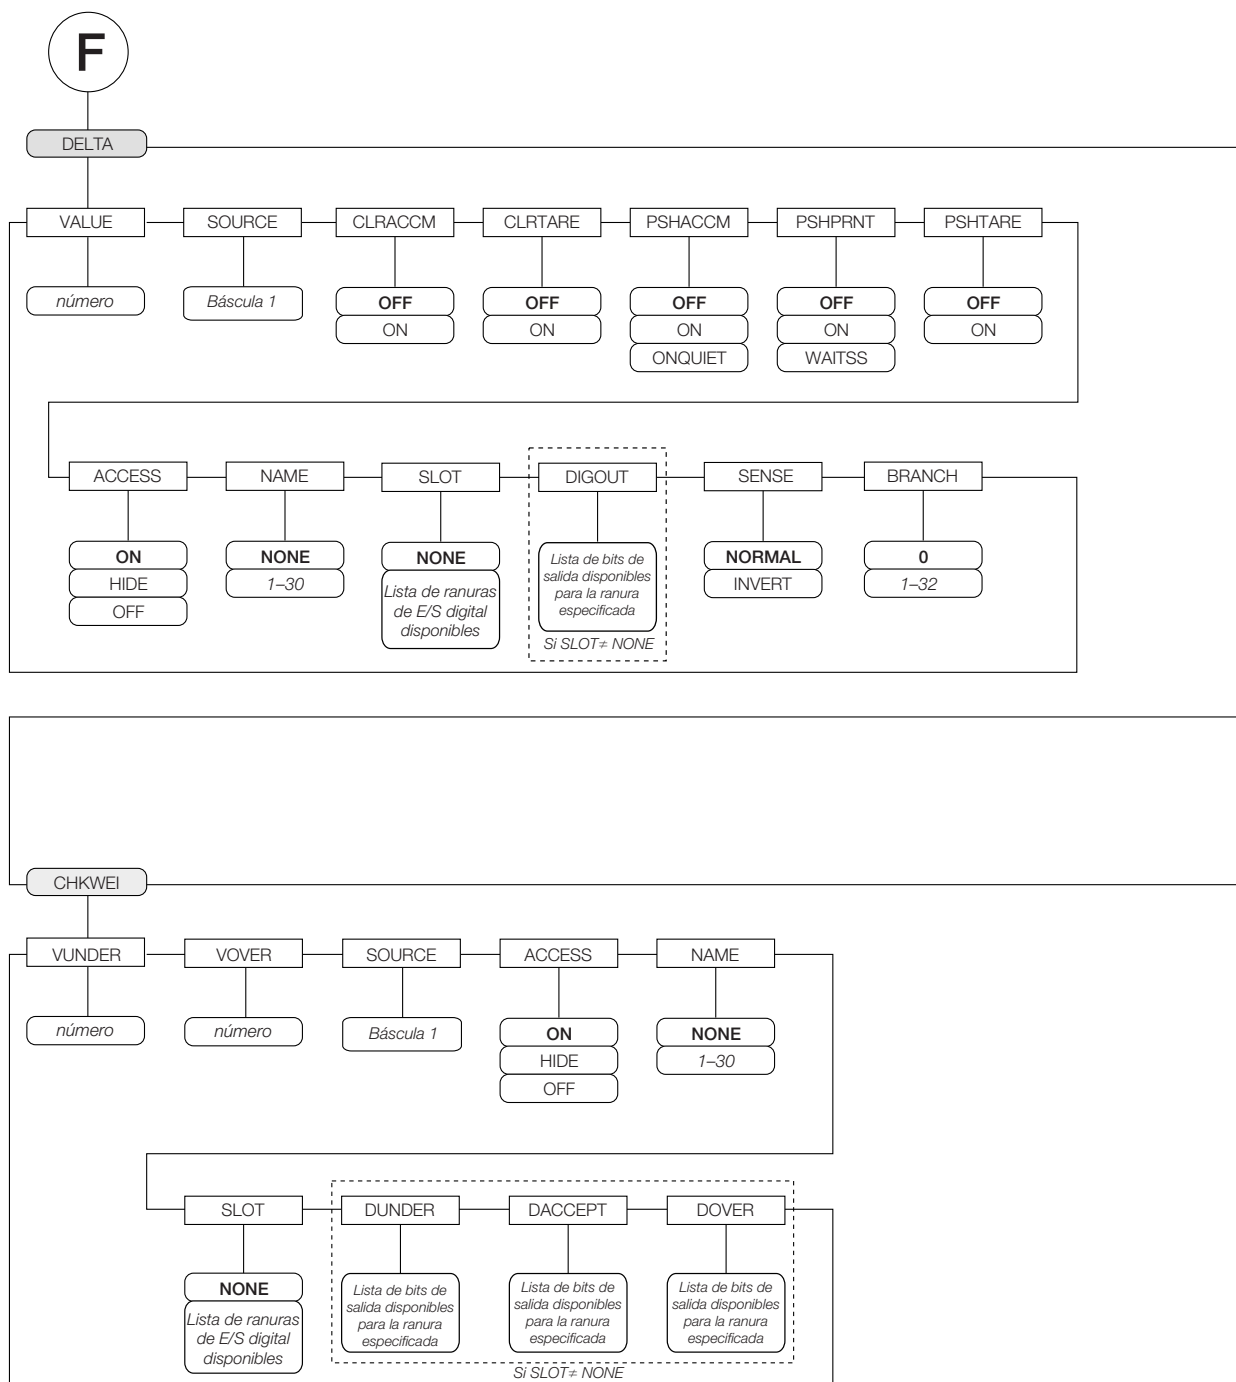 F
DELTA
VALUE SOURCE CLRACCM CLRTARE PSHACCM PSHPRNT PSHTARE
número Báscula 1 OFF OFF OFF OFF OFF
ON ON ON ON ON
ONQUIET WAITSS
ACCESS NAME SLOT DIGOUT SENSE BRANCH
ON NONE NONE Lista de bits de NORMAL 0
HIDE 1–30 Lista de ranuras salida disponibles INVERT 1–32
OFF de E/S digital para la ranura
disponibles especificada
Si SLOT≠ NONE
CHKWEI
VUNDER VOVER SOURCE ACCESS NAME
número número Báscula 1 ON NONE
HIDE 1–30
OFF
SLOT DUNDER DACCEPT DOVER
NONE Lista de bits de Lista de bits de Lista de bits de
Lista de ranuras salida disponibles salida disponibles salida disponibles
de E/S digital para la ranura para la ranura para la ranura
disponibles especificada especificada especificada
Si SLOT≠ NONE